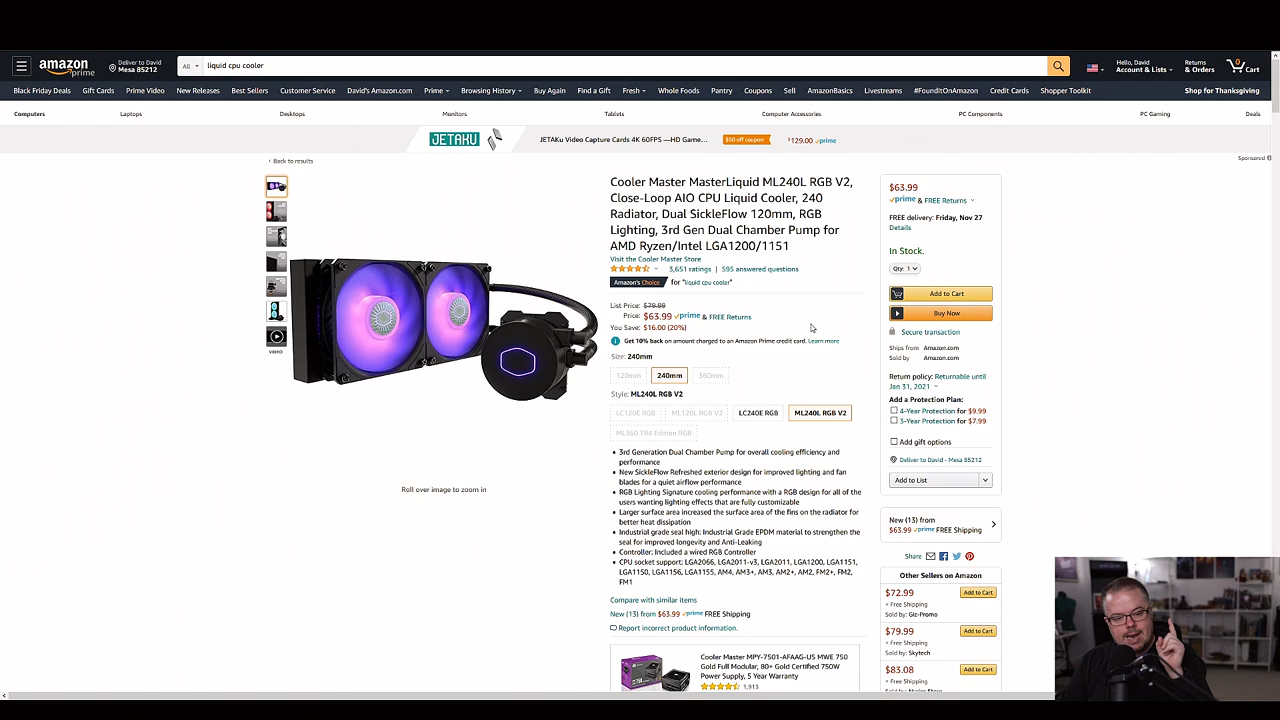 amazon
prime
Deliver to David
Mesa 85212
All
liquid cpu cooler
Hello, David
Account & Lists
Returns
& Orders
0
Cart
Black Friday Deals
Gift Cards
Prime Video
New Releases
Best Sellers
Customer Service
David's Amazon.com
Prime
Browsing History
Buy Again
Find a Gift
Fresh
Whole Foods
Pantry
Coupons
Sell
AmazonBasics
Livestreams
#FoundItOnAmazon
Credit Cards
Shopper Toolkit
Shop for Thanksgiving
Computers
Laptops
Desktops
Monitors
Tablets
Computer Accessories
PC Components
PC Gaming
Deals
JETAKU
JETAKu Video Capture Cards 4K 60FPS —HD Game...
$50 off coupon
$129.00 prime
Sponsored
‹ Back to results
Cooler Master MasterLiquid ML240L RGB V2,
Close-Loop AIO CPU Liquid Cooler, 240
Radiator, Dual SickleFlow 120mm, RGB
Lighting, 3rd Gen Dual Chamber Pump for
AMD Ryzen/Intel LGA1200/1151
Visit the Cooler Master Store
3,651 ratings | 595 answered questions
Amazon's Choice for "liquid cpu cooler"
List Price: $79.99
Price: $63.99 prime & FREE Returns
You Save: $16.00 (20%)
Get 10% back on amount charged to an Amazon Prime credit card. Learn more
Size: 240mm
120mm
240mm
360mm
Style: ML240L RGB V2
LC120E RGB
ML120L RGB V2
LC240E RGB
ML240L RGB V2
ML360 TR4 Edition RGB
• 3rd Generation Dual Chamber Pump for overall cooling efficiency and
performance
• New SickleFlow Refreshed exterior design for improved lighting and fan
blades for a quiet airflow performance
• RGB Lighting Signature cooling performance with a RGB design for all of the
users wanting lighting effects that are fully customizable
• Larger surface area increased the surface area of the fins on the radiator for
better heat dissipation
• Industrial grade seal high: Industrial Grade EPDM material to strengthen the
seal for improved longevity and Anti-Leaking
• Controller: Included a wired RGB Controller
• CPU socket support: LGA2066, LGA2011-v3, LGA2011, LGA1200, LGA1151,
LGA1150, LGA1156, LGA1155, AM4, AM3+, AM3, AM2+, AM2, FM2+, FM2,
FM1
Compare with similar items
New (13) from $63.99 prime FREE Shipping
Report incorrect product information.
Cooler Master MPY-7501-AFAAG-US MWE 750
Gold Full Modular, 80+ Gold Certified 750W
Power Supply, 5 Year Warranty
1,913
VIDEO
Roll over image to zoom in
$63.99
prime & FREE Returns
FREE delivery: Friday, Nov 27
Details
In Stock.
Qty: 1
Add to Cart
Buy Now
Secure transaction
Ships from Amazon.com
Sold by Amazon.com
Return policy: Returnable until
Jan 31, 2021
Add a Protection Plan:
4-Year Protection for $9.99
3-Year Protection for $7.99
Add gift options
Deliver to David - Mesa 85212
Add to List
New (13) from
$63.99 prime FREE Shipping
Share
Other Sellers on Amazon
$72.99
Add to Cart
+ Free Shipping
Sold by: Giz-Promo
$79.99
Add to Cart
+ Free Shipping
Sold by: Skytech
$83.08
Add to Cart
+ Free Shipping